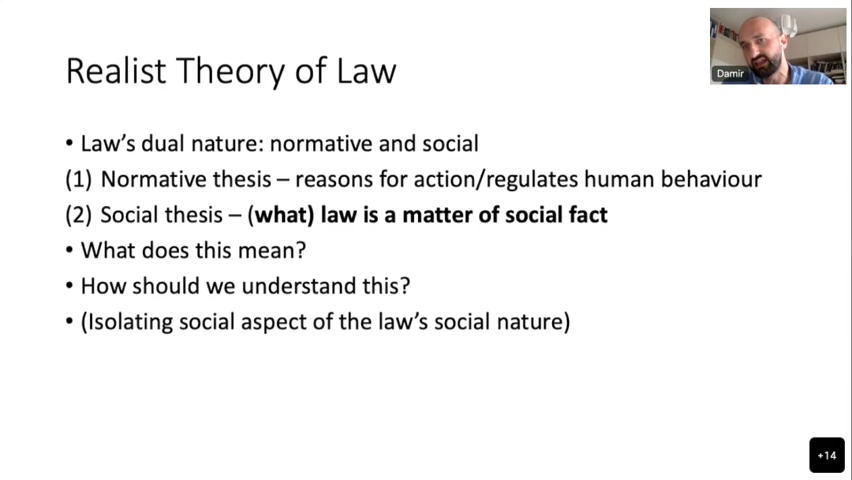 Realist Theory of Law
Damir
• Law's dual nature: normative and social
(1) Normative thesis – reasons for action/regulates human behaviour
(2) Social thesis – (what) law is a matter of social fact
• What does this mean?
• How should we understand this?
• (Isolating social aspect of the law's social nature)
+14